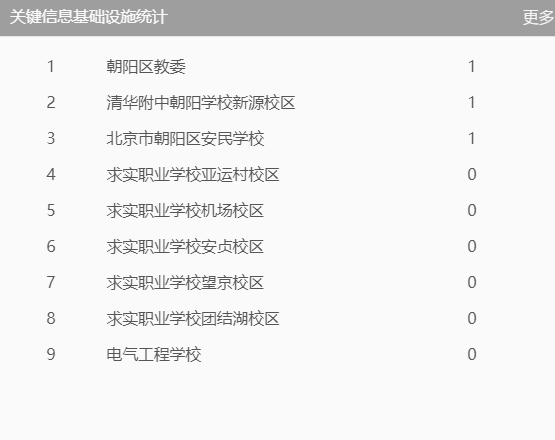 关键信息基础设施统计 更多
1 朝阳区教委 1
2 清华附中朝阳学校新源校区 1
3 北京市朝阳区安民学校 1
4 求实职业学校亚运村校区 0
5 求实职业学校机场校区 0
6 求实职业学校安贞校区 0
7 求实职业学校望京校区 0
8 求实职业学校团结湖校区 0
9 电气工程学校 0